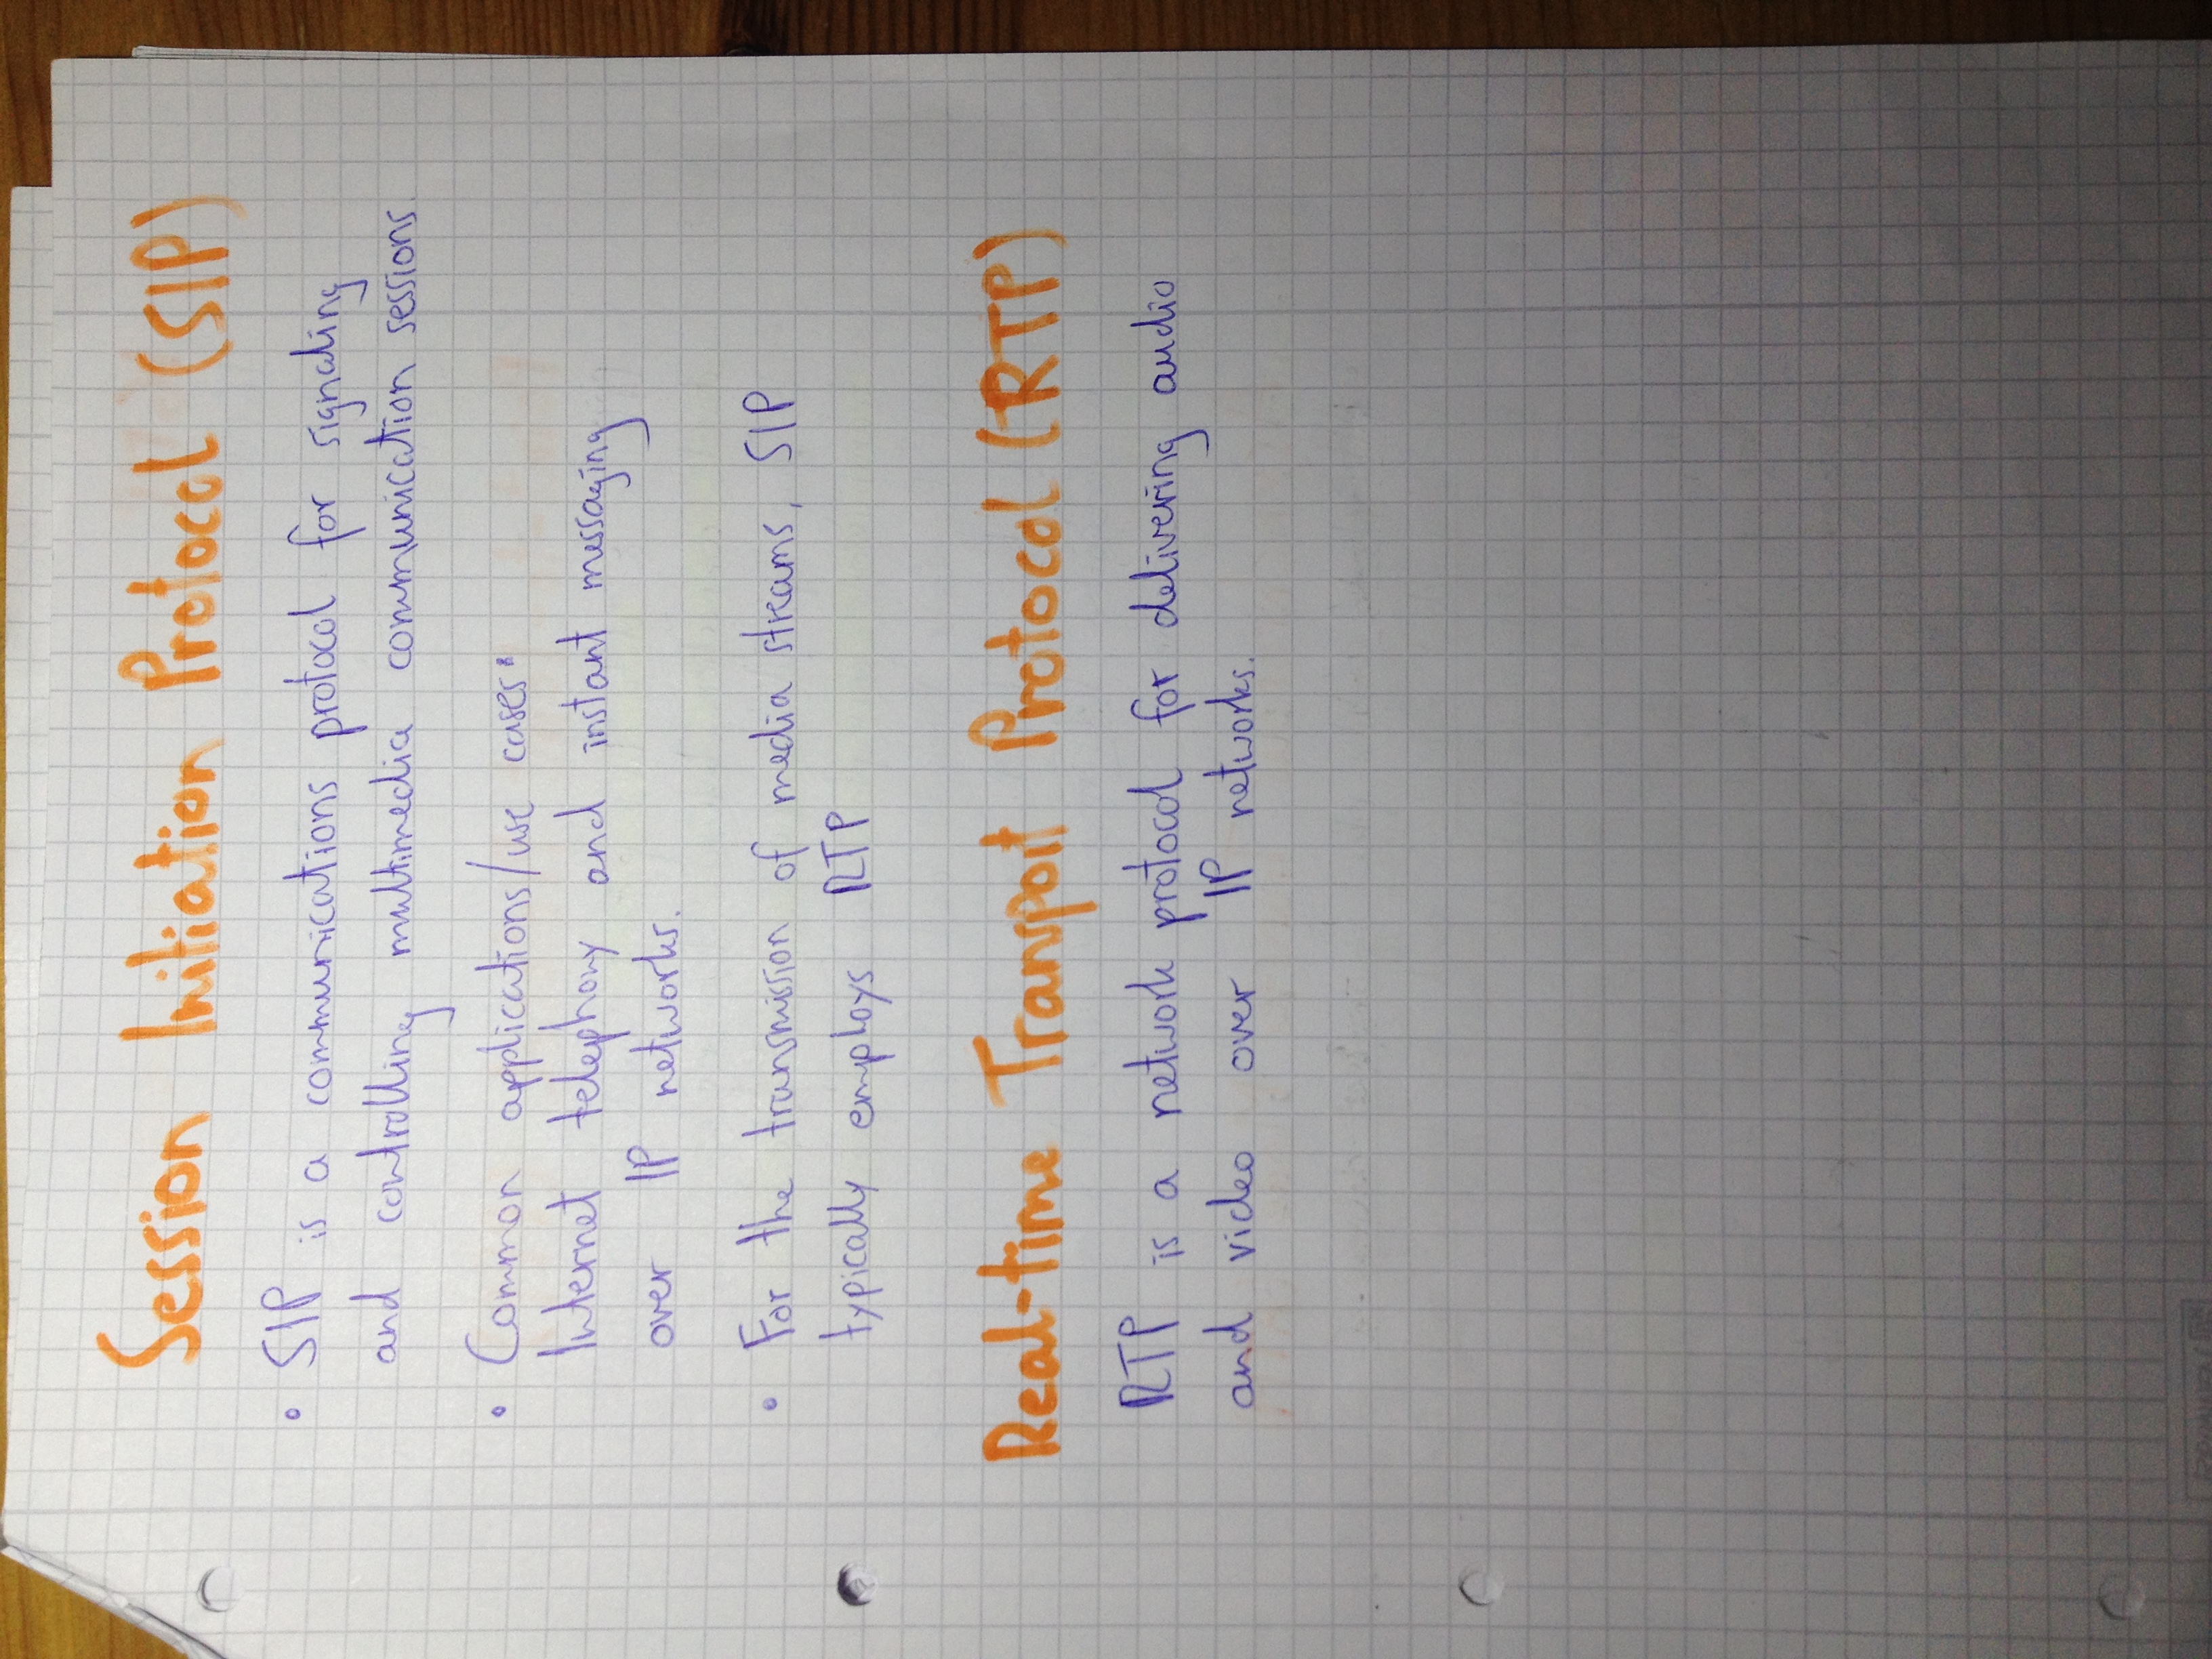 Session Initiation Protocol (SIP)
• SIP is a communications protocol for signaling
and controlling multimedia communication sessions.
• Common applications/use cases:
Internet telephony and instant messaging
over IP networks.
• For the transmission of media streams, SIP
typically employs RTP
Real-time Transport Protocol (RTP)
RTP is a network protocol for delivering audio
and video over IP networks.